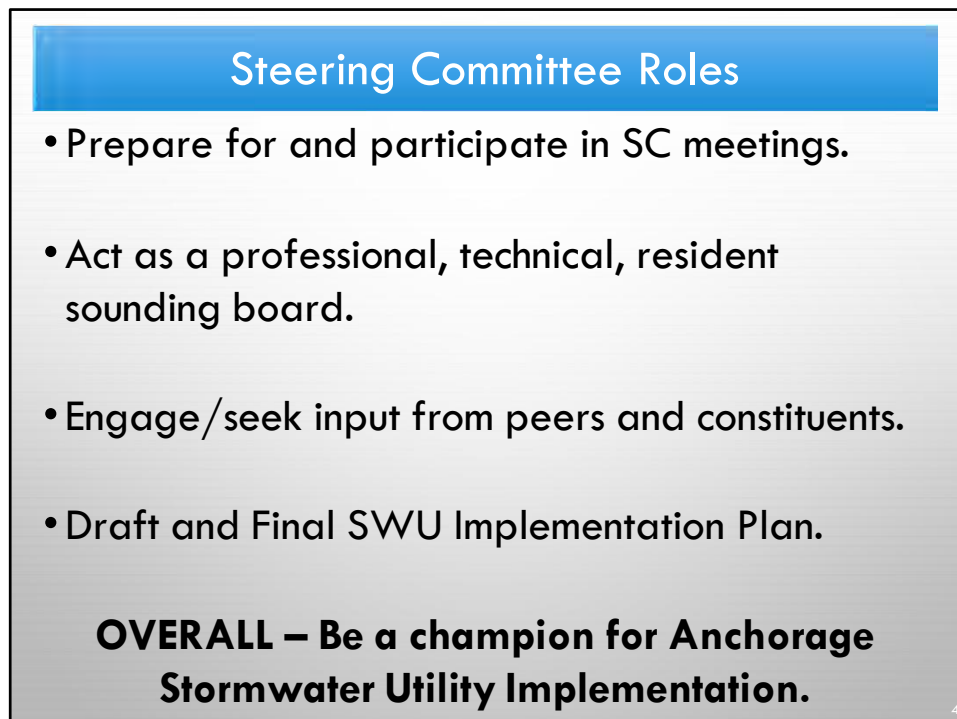 Steering Committee Roles
• Prepare for and participate in SC meetings.
• Act as a professional, technical, resident
sounding board.
• Engage/seek input from peers and constituents.
• Draft and Final SWU Implementation Plan.
OVERALL – Be a champion for Anchorage
Stormwater Utility Implementation.
4